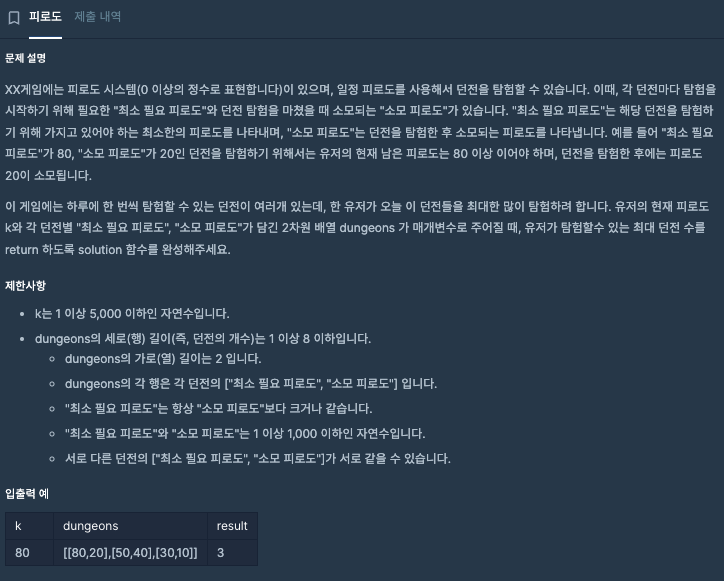 피로도 제출 내역
문제 설명
XX게임에는 피로도 시스템(0 이상의 정수로 표현합니다)이 있으며, 일정 피로도를 사용해서 던전을 탐험할 수 있습니다. 이때, 각 던전마다 탐험을
시작하기 위해 필요한 "최소 필요 피로도"와 던전 탐험을 마쳤을 때 소모되는 "소모 피로도"가 있습니다. "최소 필요 피로도"는 해당 던전을 탐험하
기 위해 가지고 있어야 하는 최소한의 피로도를 나타내며, "소모 피로도"는 던전을 탐험한 후 소모되는 피로도를 나타냅니다. 예를 들어 "최소 필요
피로도"가 80, "소모 피로도"가 20인 던전을 탐험하기 위해서는 유저의 현재 남은 피로도는 80 이상 이어야 하며, 던전을 탐험한 후에는 피로도
20이 소모됩니다.
이 게임에는 하루에 한 번씩 탐험할 수 있는 던전이 여러개 있는데, 한 유저가 오늘 이 던전들을 최대한 많이 탐험하려 합니다. 유저의 현재 피로도
k와 각 던전별 "최소 필요 피로도", "소모 피로도"가 담긴 2차원 배열 dungeons 가 매개변수로 주어질 때, 유저가 탐험할수 있는 최대 던전 수를
return 하도록 solution 함수를 완성해주세요.
제한사항
• k는 1 이상 5,000 이하인 자연수입니다.
• dungeons의 세로(행) 길이(즉, 던전의 개수)는 1 이상 8 이하입니다.
◦ dungeons의 가로(열) 길이는 2 입니다.
◦ dungeons의 각 행은 각 던전의 ["최소 필요 피로도", "소모 피로도"] 입니다.
◦ "최소 필요 피로도"는 항상 "소모 피로도"보다 크거나 같습니다.
◦ "최소 필요 피로도"와 "소모 피로도"는 1 이상 1,000 이하인 자연수입니다.
◦ 서로 다른 던전의 ["최소 필요 피로도", "소모 피로도"]가 서로 같을 수 있습니다.
입출력 예
k dungeons result
80 [[80,20],[50,40],[30,10]] 3